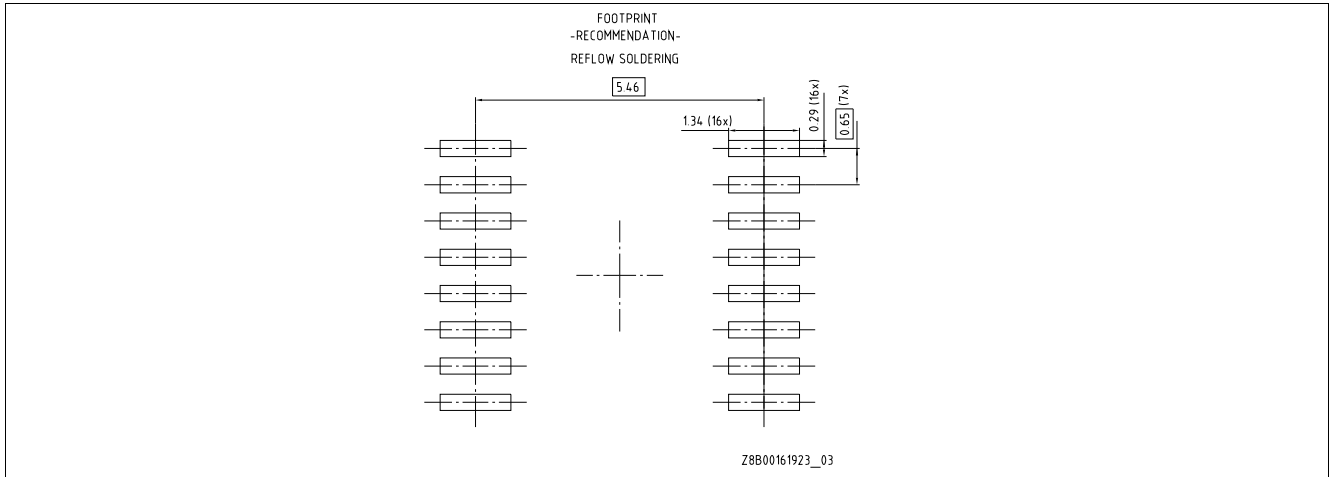 FOOTPRINT
-RECOMMENDATION-
REFLOW SOLDERING
5.46
1.34 (16x)
0.29 (16x)
0.65 (7x)
Z8B00161923_03